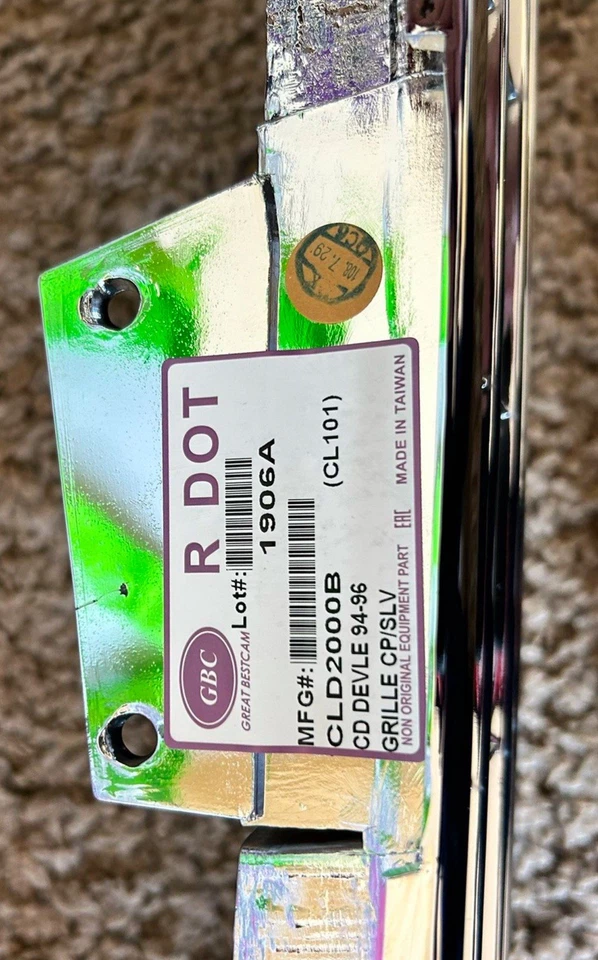 R DOT
GBC
GREAT BESTCAM
Lot#:
1906A
MFG#:
CLD2000B
(CL101)
CD DEVLE 94-96
GRILLE CP/SLV
NON ORIGINAL EQUIPMENT PART EAC MADE IN TAIWAN
108. 7. 29